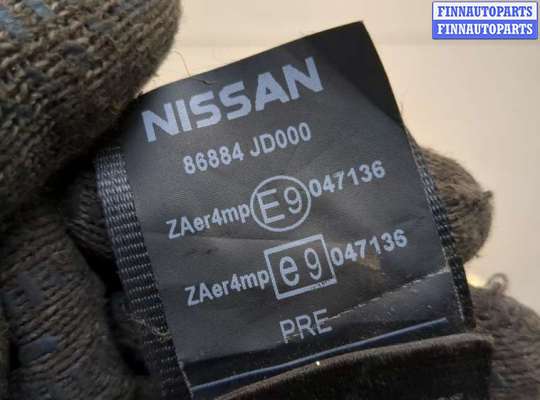 FINNAUTOPARTS
FINNAUTOPARTS
NISSAN
86884 JD000
ZAer4mp E9 047136
ZAer4mp e9 047136
PRE